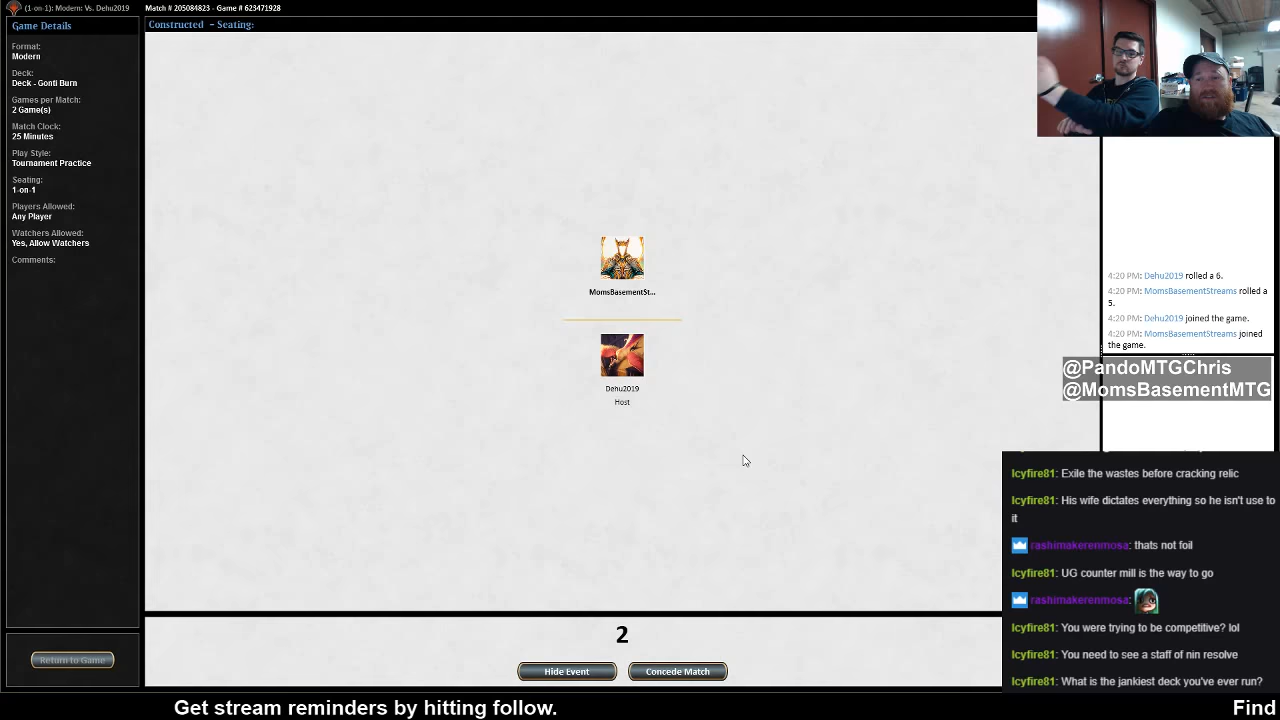 (1-on-1): Modern: Vs. Dehu2019
Match # 205084823 - Game # 623471928
Game Details
Constructed - Seating:
Format:
Modern
Deck:
Deck - Gonti Burn
Games per Match:
2 Game(s)
Match Clock:
25 Minutes
Play Style:
Tournament Practice
Seating:
1-on-1
Players Allowed:
Any Player
Watchers Allowed:
Yes, Allow Watchers
Comments:
Return to Game
MomsBasementSt...
Dehu2019
Host
2
Hide Event
Concede Match
4:20 PM: Dehu2019 rolled a 6.
4:20 PM: MomsBasementStreams rolled a
5.
4:20 PM: Dehu2019 joined the game.
4:20 PM: MomsBasementStreams joined
the game.
@PandoMTGChris
@MomsBasementMTG
Icyfire81: Exile the wastes before cracking relic
Icyfire81: His wife dictates everything so he isn't use to
it
rashimakerenmosa: thats not foil
Icyfire81: UG counter mill is the way to go
rashimakerenmosa:
Icyfire81: You were trying to be competitive? lol
Icyfire81: You need to see a staff of nin resolve
Icyfire81: What is the jankiest deck you've ever run?
Get stream reminders by hitting follow.
Find